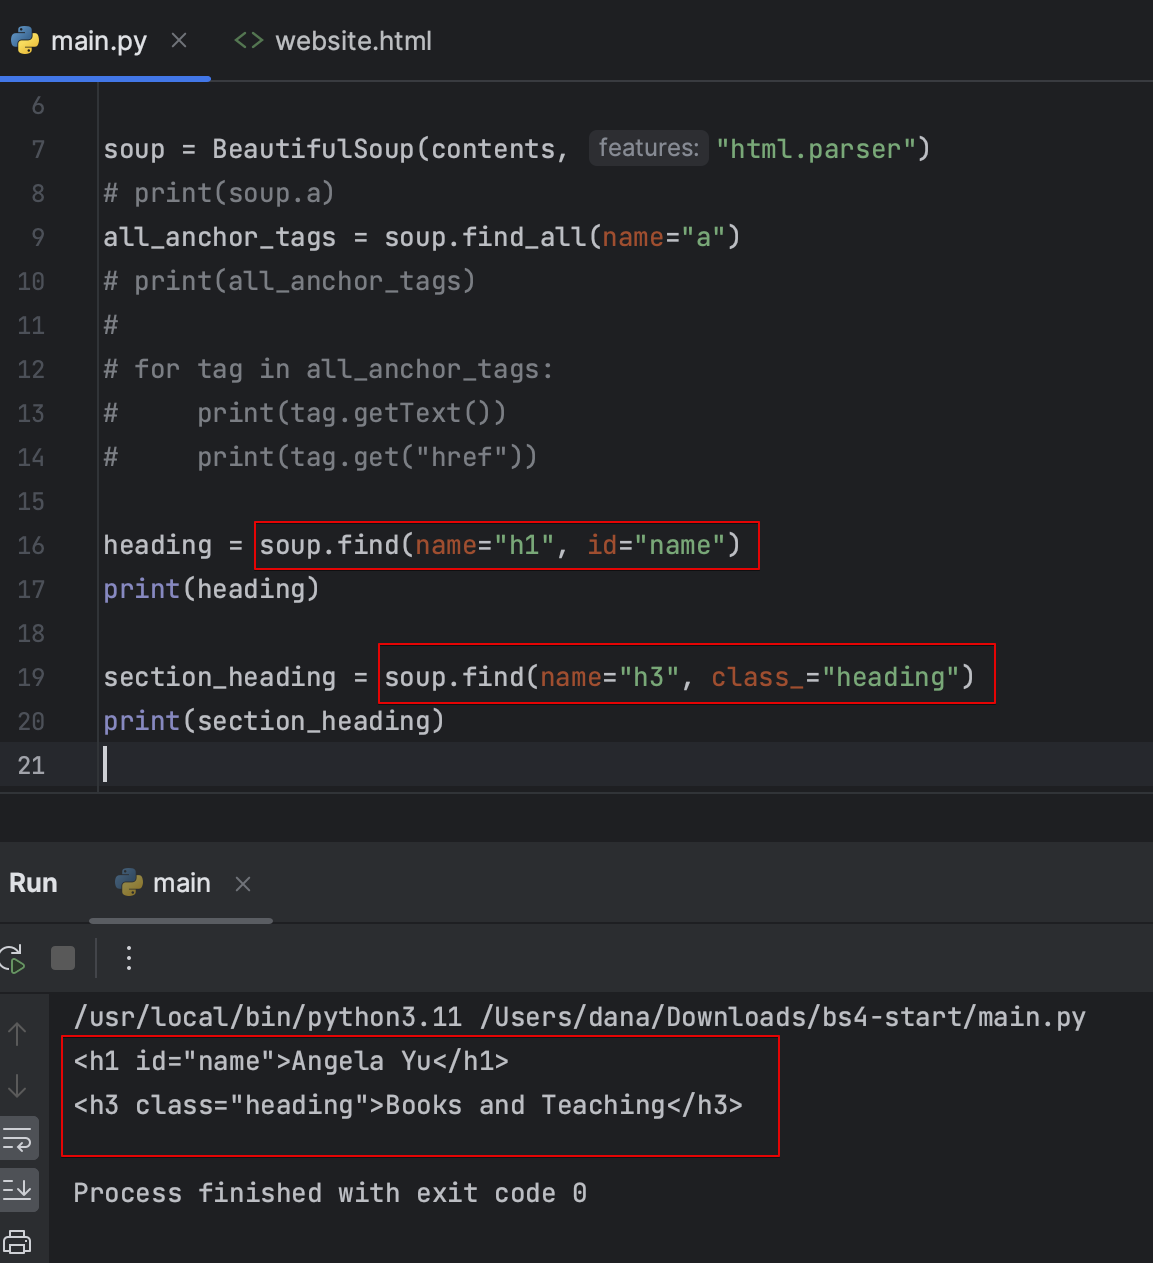 main.py × <> website.html
6
7 soup = BeautifulSoup(contents, features: "html.parser")
8 # print(soup.a)
9 all_anchor_tags = soup.find_all(name="a")
10 # print(all_anchor_tags)
11 #
12 # for tag in all_anchor_tags:
13 #     print(tag.getText())
14 #     print(tag.get("href"))
15
16 heading = soup.find(name="h1", id="name")
17 print(heading)
18
19 section_heading = soup.find(name="h3", class_="heading")
20 print(section_heading)
21
Run main ×
/usr/local/bin/python3.11 /Users/dana/Downloads/bs4-start/main.py
<h1 id="name">Angela Yu</h1>
<h3 class="heading">Books and Teaching</h3>
Process finished with exit code 0